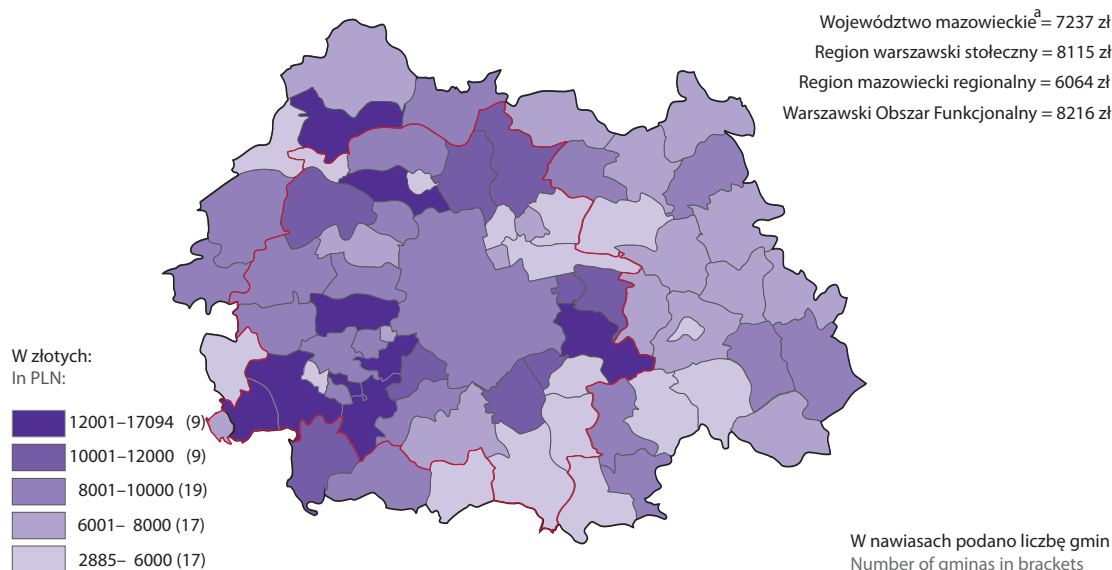 Województwo mazowieckieᵃ = 7237 zł
Region warszawski stołeczny = 8115 zł
Region mazowiecki regionalny = 6064 zł
Warszawski Obszar Funkcjonalny = 8216 zł
W złotych:
In PLN:
12001–17094 (9)
10001–12000 (9)
8001–10000 (19)
6001– 8000 (17)
2885– 6000 (17)
W nawiasach podano liczbę gmin
Number of gminas in brackets